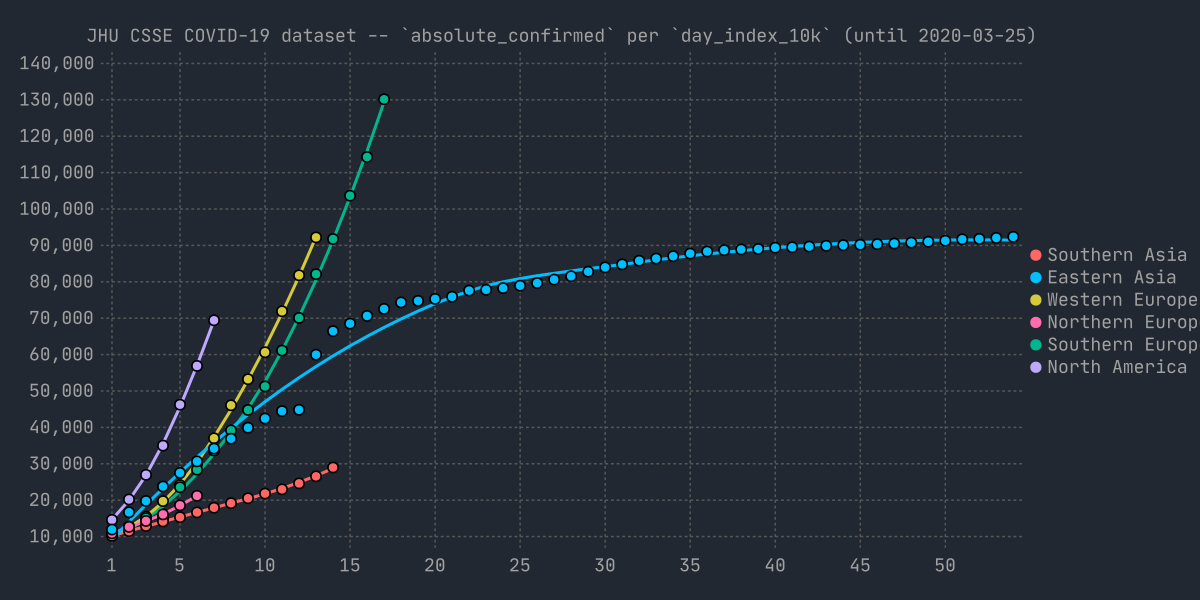 JHU CSSE COVID-19 dataset -- `absolute_confirmed` per `day_index_10k` (until 2020-03-25)
140,000
130,000
120,000
110,000
100,000
90,000
80,000
70,000
60,000
50,000
40,000
30,000
20,000
10,000
1 5 10 15 20 25 30 35 40 45 50
Southern Asia
Eastern Asia
Western Europe
Northern Europ
Southern Europ
North America